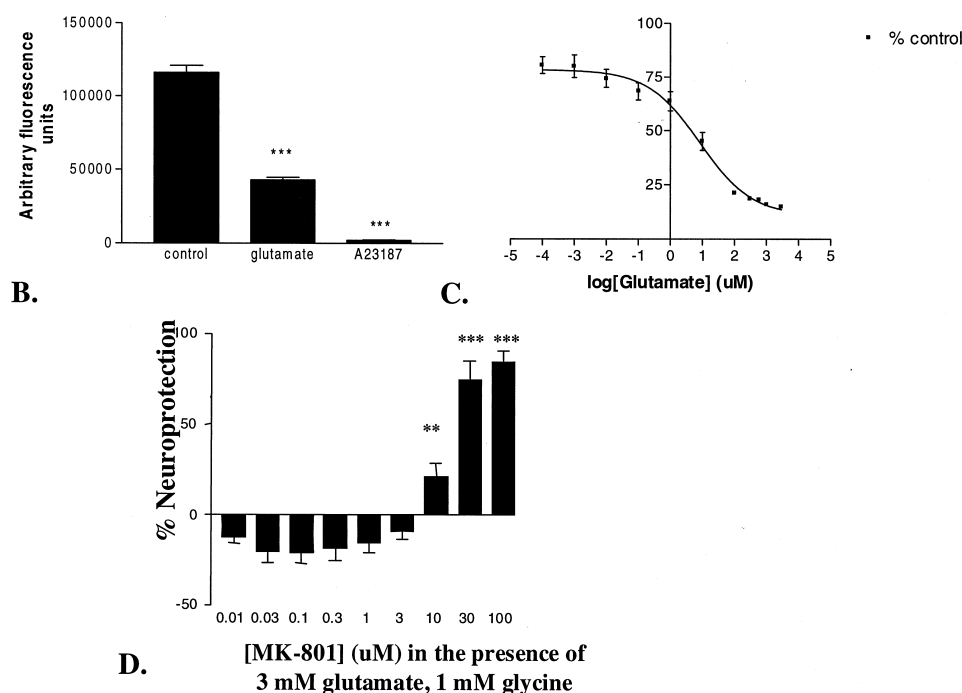 150000
100000
50000
0
Arbitrary fluorescence
units
***
***
control
glutamate
A23187
B.
100
75
50
25
-5 -4 -3 -2 -1 0 1 2 3 4 5
log[Glutamate] (uM)
% control
C.
100
50
0
-50
% Neuroprotection
**
***
***
0.01 0.03 0.1 0.3 1 3 10 30 100
D.
[MK-801] (uM) in the presence of
3 mM glutamate, 1 mM glycine